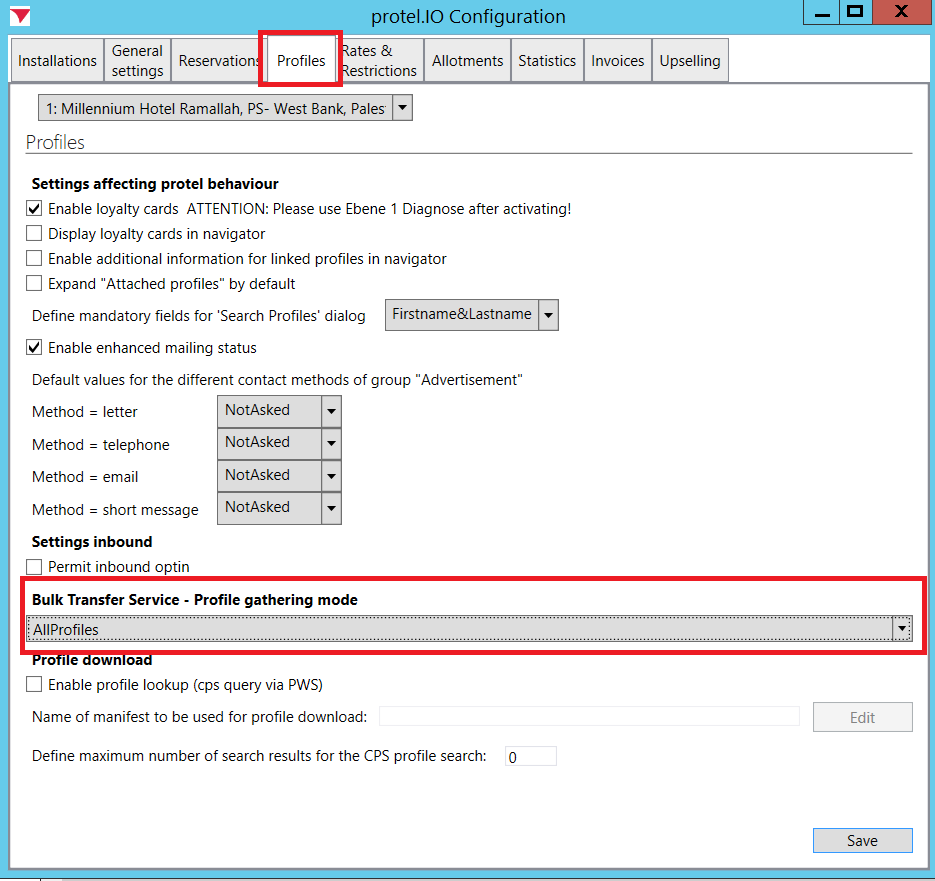 protel.IO Configuration
Installations
General settings
Reservations
Profiles
Rates & Restrictions
Allotments
Statistics
Invoices
Upselling
1: Millennium Hotel Ramallah, PS- West Bank, Pales
Profiles
Settings affecting protel behaviour
Enable loyalty cards ATTENTION: Please use Ebene 1 Diagnose after activating!
Display loyalty cards in navigator
Enable additional information for linked profiles in navigator
Expand "Attached profiles" by default
Define mandatory fields for 'Search Profiles' dialog Firstname&Lastname
Enable enhanced mailing status
Default values for the different contact methods of group "Advertisement"
Method = letter NotAsked
Method = telephone NotAsked
Method = email NotAsked
Method = short message NotAsked
Settings inbound
Permit inbound optin
Bulk Transfer Service - Profile gathering mode
AllProfiles
Profile download
Enable profile lookup (cps query via PWS)
Name of manifest to be used for profile download: Edit
Define maximum number of search results for the CPS profile search: 0
Save